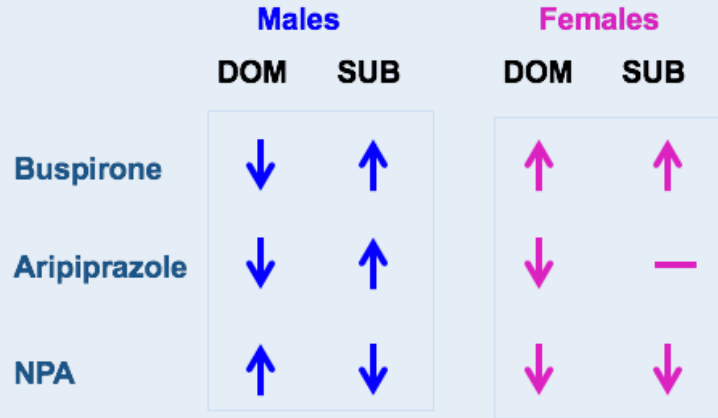 Males Females
DOM SUB DOM SUB
Buspirone
Aripiprazole
NPA